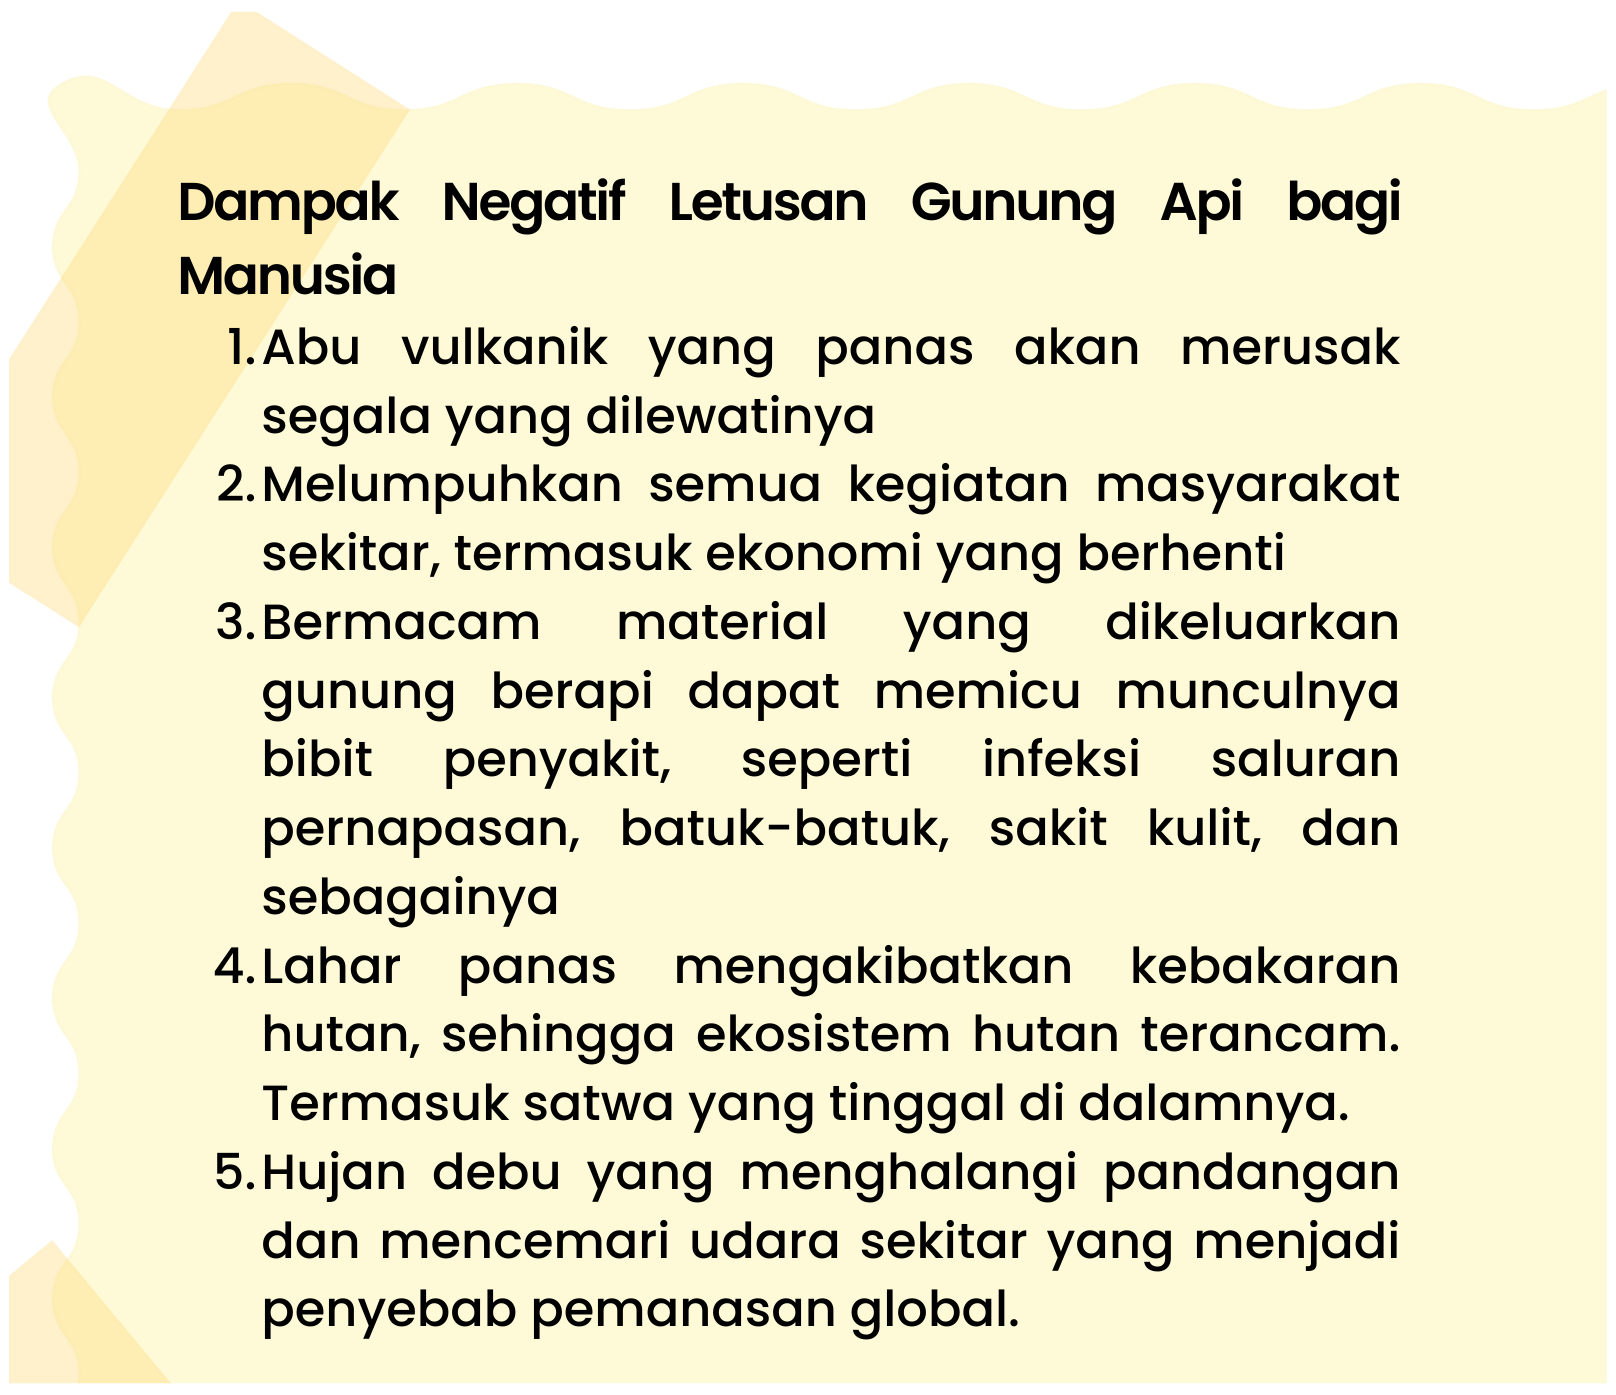 Dampak Negatif Letusan Gunung Api bagi
Manusia
1. Abu vulkanik yang panas akan merusak
segala yang dilewatinya
2. Melumpuhkan semua kegiatan masyarakat
sekitar, termasuk ekonomi yang berhenti
3. Bermacam material yang dikeluarkan
gunung berapi dapat memicu munculnya
bibit penyakit, seperti infeksi saluran
pernapasan, batuk-batuk, sakit kulit, dan
sebagainya
4. Lahar panas mengakibatkan kebakaran
hutan, sehingga ekosistem hutan terancam.
Termasuk satwa yang tinggal di dalamnya.
5. Hujan debu yang menghalangi pandangan
dan mencemari udara sekitar yang menjadi
penyebab pemanasan global.